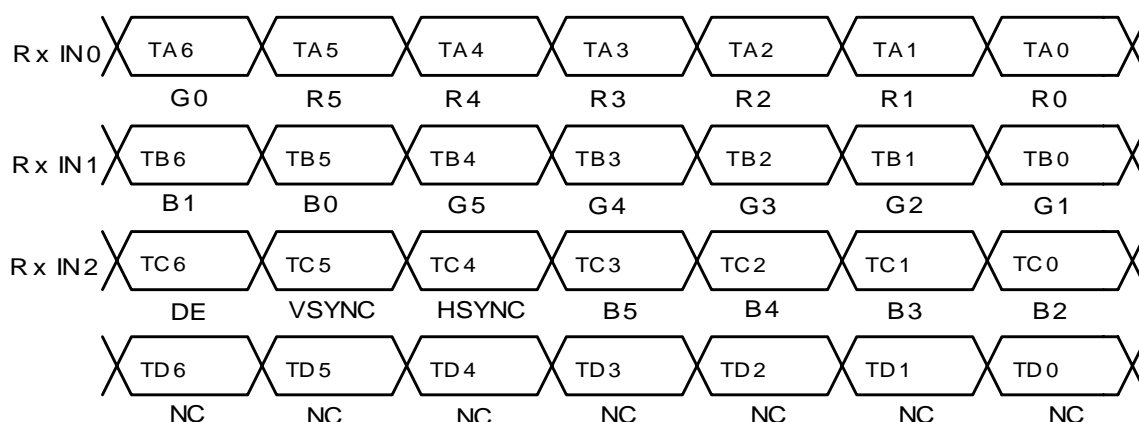 Rx IN0 TA6 TA5 TA4 TA3 TA2 TA1 TA0
G0 R5 R4 R3 R2 R1 R0
Rx IN1 TB6 TB5 TB4 TB3 TB2 TB1 TB0
B1 B0 G5 G4 G3 G2 G1
Rx IN2 TC6 TC5 TC4 TC3 TC2 TC1 TC0
DE VSYNC HSYNC B5 B4 B3 B2
TD6 TD5 TD4 TD3 TD2 TD1 TD0
NC NC NC NC NC NC NC